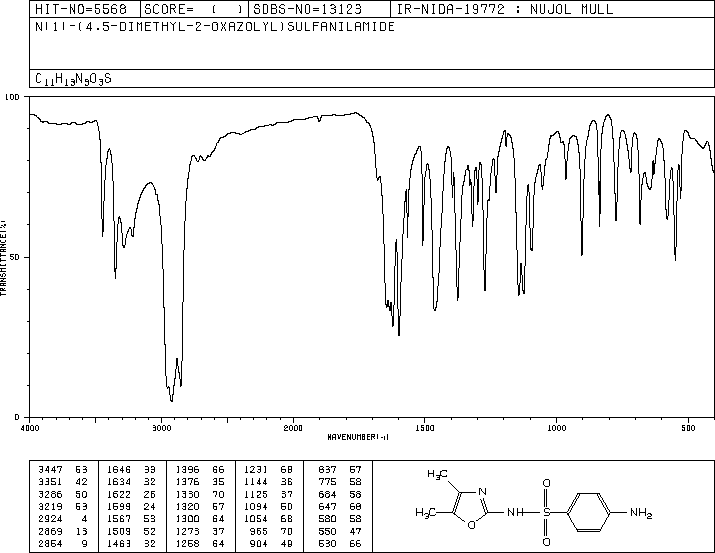 HIT-NO=5568 SCORE= ( ) SDBS-NO=13123 IR-NIDA-19772 : NUJOL MULL
N(1)-(4,5-DIMETHYL-2-OXAZOLYL)SULFANILAMIDE
C11H13N3O3S
100
50
0
TRANSMITTANCE(%)
4000 3000 2000 1500 1000 500
WAVENUMBER(-1)
3447 53 1646 33 1396 66 1231 68 837 57
3351 42 1634 32 1376 35 1144 36 775 58
3286 50 1622 26 1330 70 1125 37 684 58
3219 53 1599 24 1320 57 1094 50 647 68
2924 4 1567 53 1300 64 1054 68 580 58
2869 13 1509 52 1273 37 965 70 550 47
2854 9 1463 32 1258 64 904 49 530 66
H3C
H3C
N
O
NH
O
S
O
NH2